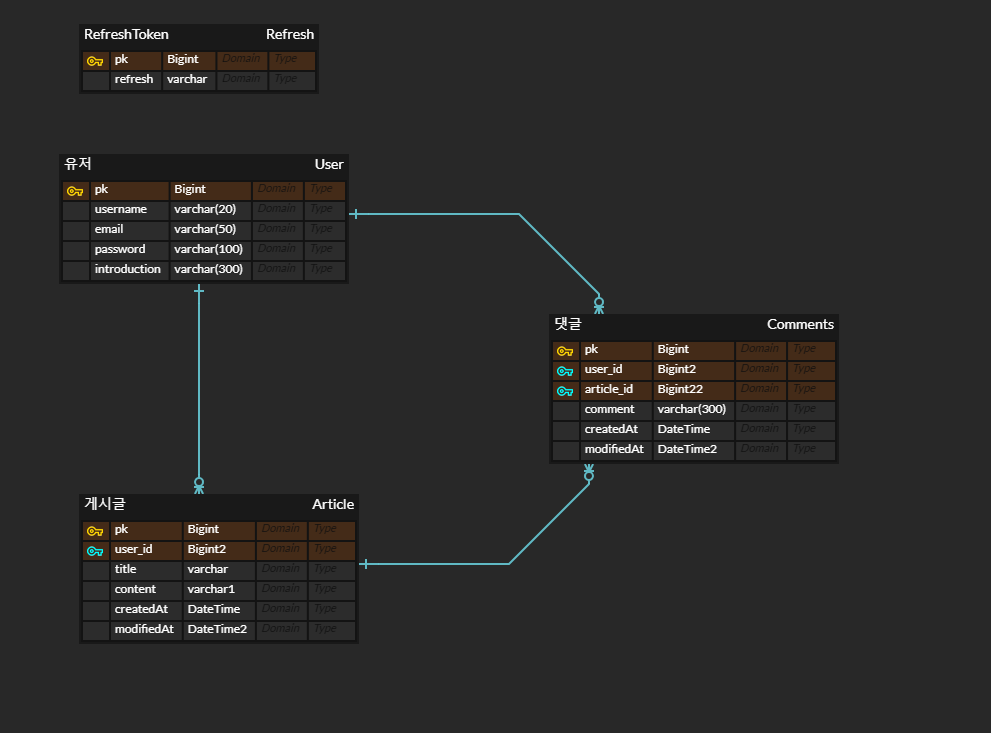 RefreshToken Refresh
pk Bigint Domain Type
refresh varchar Domain Type
유저 User
pk Bigint Domain Type
username varchar(20) Domain Type
email varchar(50) Domain Type
password varchar(100) Domain Type
introduction varchar(300) Domain Type
댓글 Comments
pk Bigint Domain Type
user_id Bigint2 Domain Type
article_id Bigint22 Domain Type
comment varchar(300) Domain Type
createdAt DateTime Domain Type
modifiedAt DateTime2 Domain Type
게시글 Article
pk Bigint Domain Type
user_id Bigint2 Domain Type
title varchar Domain Type
content varchar1 Domain Type
createdAt DateTime Domain Type
modifiedAt DateTime2 Domain Type